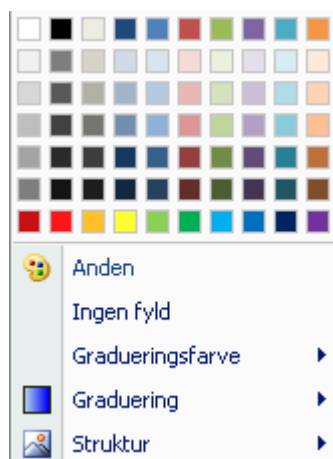 Anden
Ingen fyld
Gradueringsfarve
Graduering
Struktur